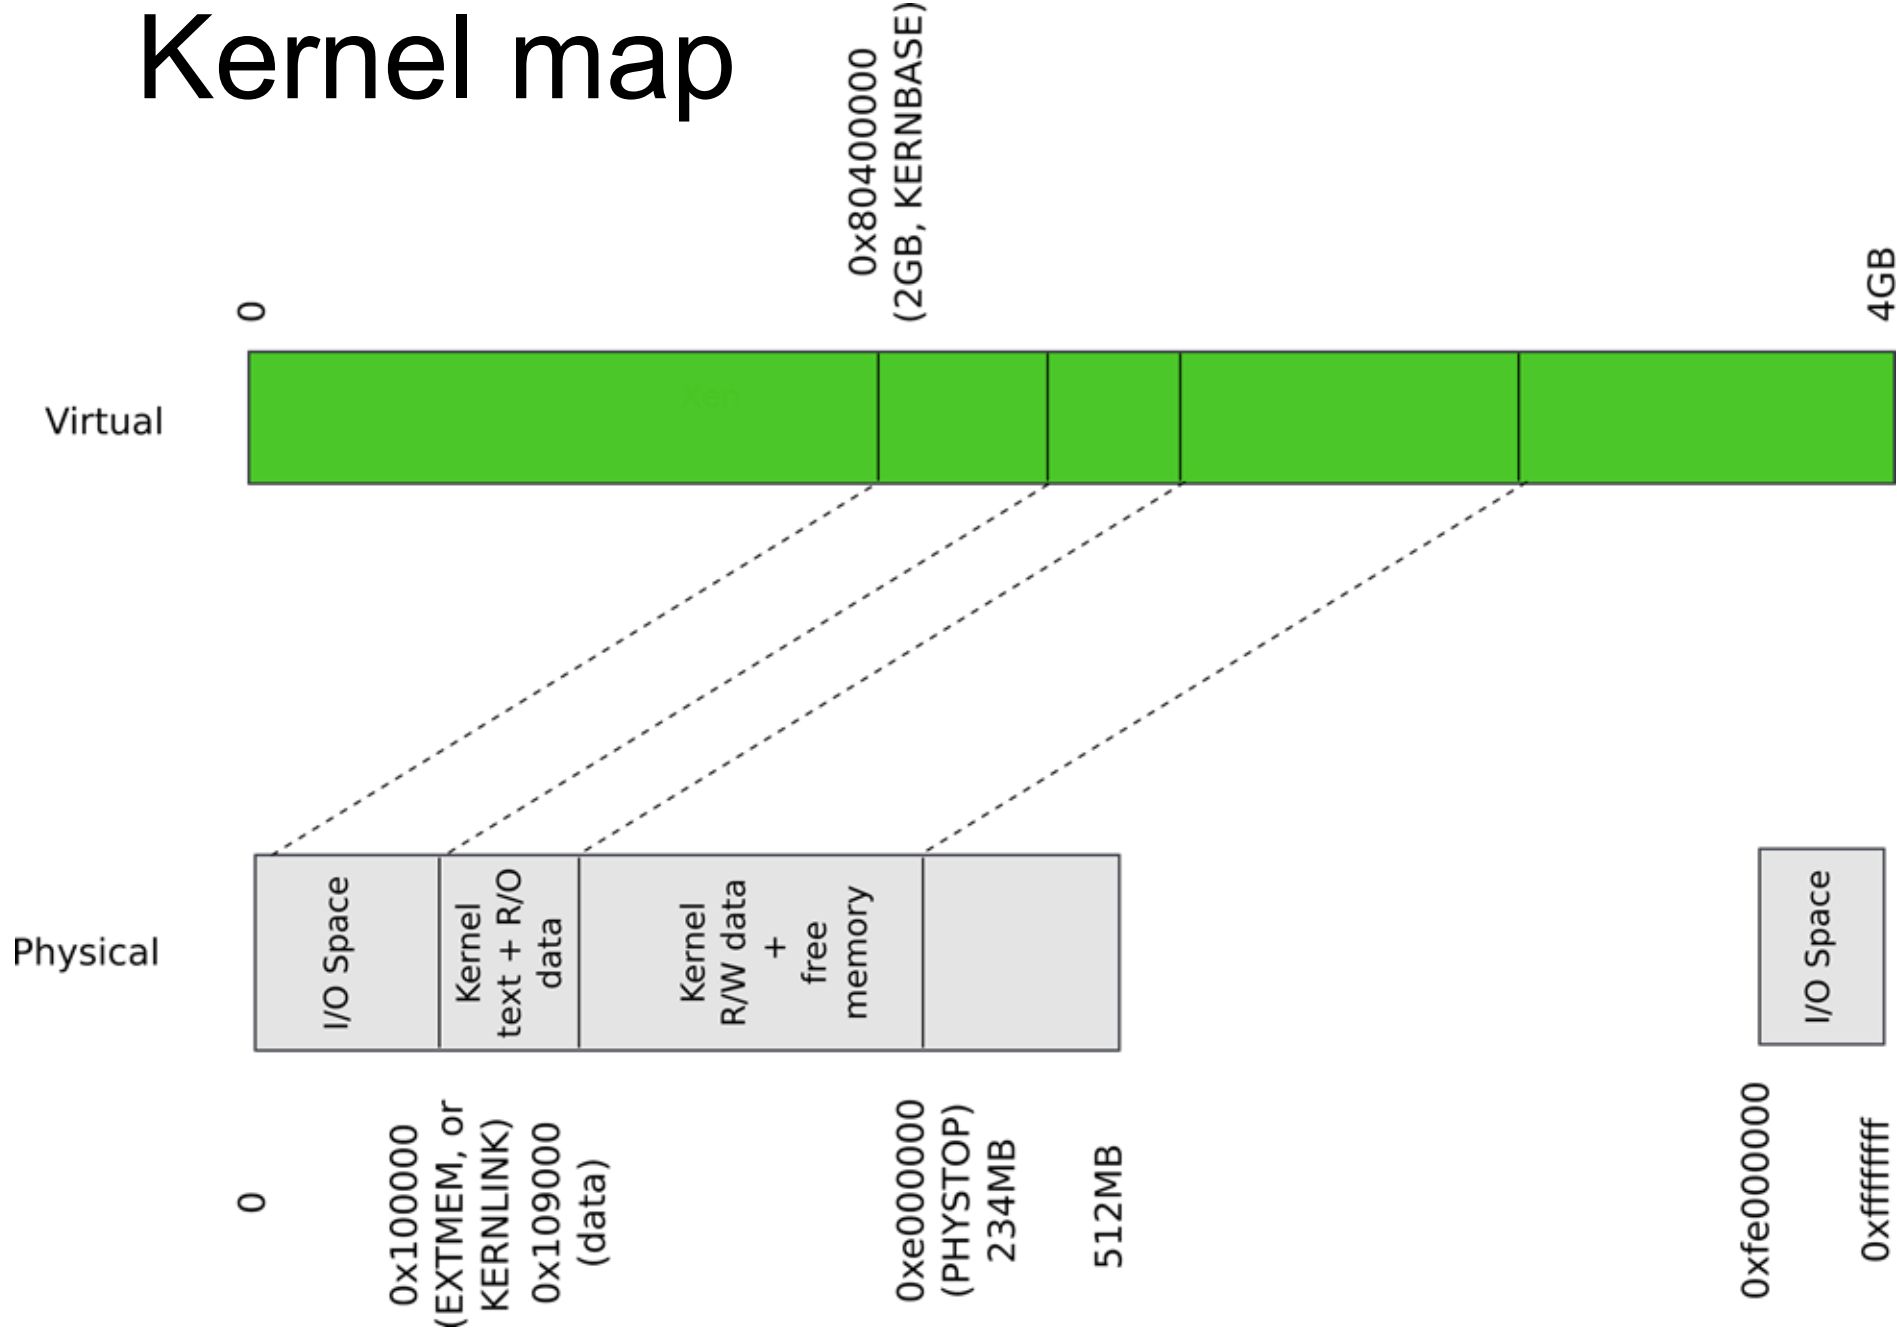 Kernel map
0
0x80400000
(2GB, KERNBASE)
4GB
Virtual
Xen
Physical
I/O Space
Kernel
text + R/O
data
Kernel
R/W data
+
free
memory
I/O Space
0
0x100000
(EXTMEM, or
KERNLINK)
0x109000
(data)
0xe000000
(PHYSTOP)
234MB
512MB
0xfe000000
0xffffffff